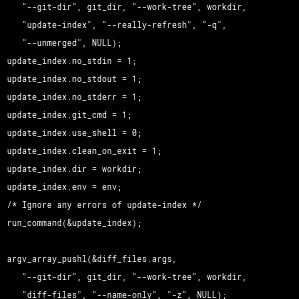 "--git-dir", git_dir, "--work-tree", workdir,
"update-index", "--really-refresh", "-q",
"--unmerged", NULL);
update_index.no_stdin = 1;
update_index.no_stdout = 1;
update_index.no_stderr = 1;
update_index.git_cmd = 1;
update_index.use_shell = 0;
update_index.clean_on_exit = 1;
update_index.dir = workdir;
update_index.env = env;
/* Ignore any errors of update-index */
run_command(&update_index);
argv_array_pushl(&diff_files.args,
"--git-dir", git_dir, "--work-tree", workdir,
"diff-files", "--name-only", "-z", NULL);